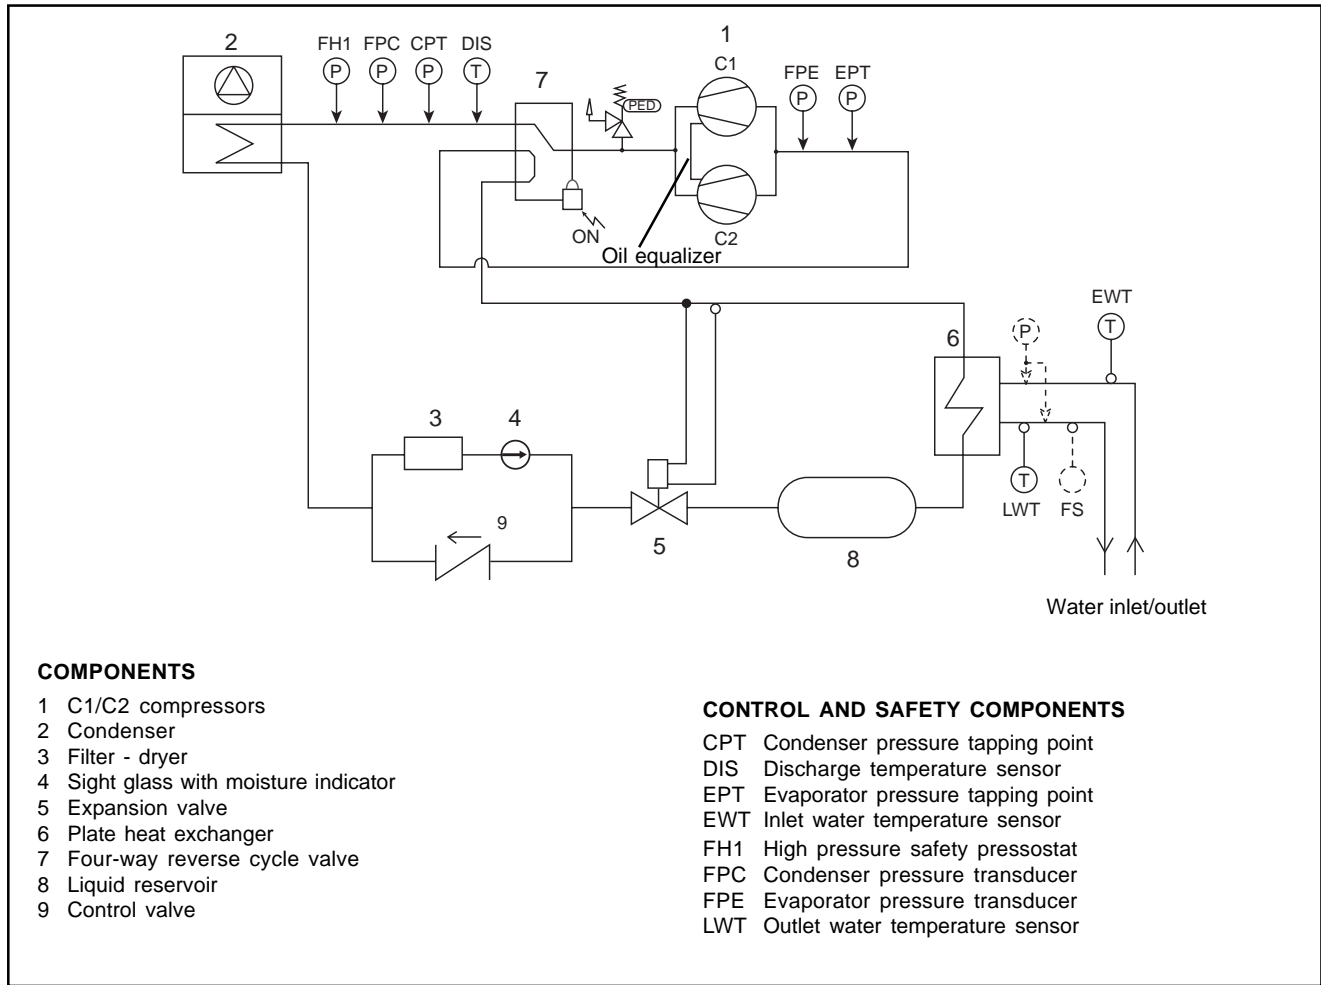 1
2
FH1 FPC CPT DIS
P P P T
7
PED
C1
FPE EPT
P P
C2
ON
Oil equalizer
EWT
T
P
6
3 4
9
5
8
T
LWT FS
Water inlet/outlet
COMPONENTS
1 C1/C2 compressors
2 Condenser
3 Filter - dryer
4 Sight glass with moisture indicator
5 Expansion valve
6 Plate heat exchanger
7 Four-way reverse cycle valve
8 Liquid reservoir
9 Control valve
CONTROL AND SAFETY COMPONENTS
CPT Condenser pressure tapping point
DIS Discharge temperature sensor
EPT Evaporator pressure tapping point
EWT Inlet water temperature sensor
FH1 High pressure safety pressostat
FPC Condenser pressure transducer
FPE Evaporator pressure transducer
LWT Outlet water temperature sensor